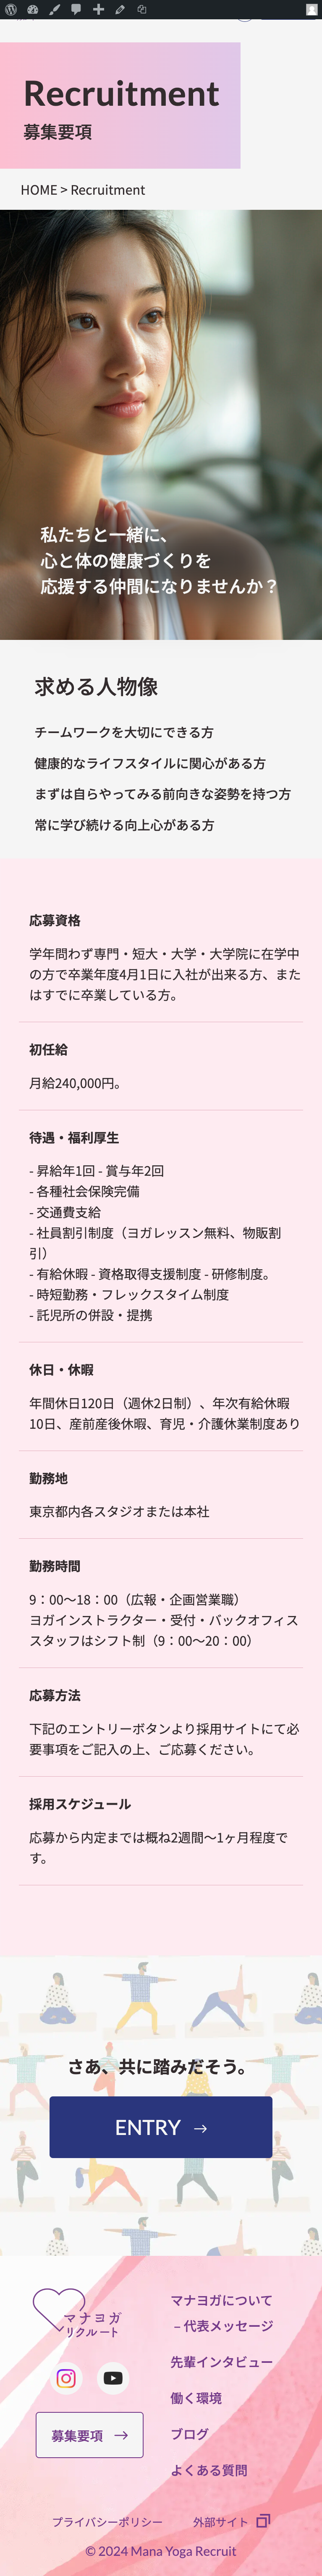 Recruitment
募集要項
HOME > Recruitment
私たちと一緒に、
心と体の健康づくりを
応援する仲間になりませんか？
求める人物像
チームワークを大切にできる方
健康的なライフスタイルに関心がある方
まずは自らやってみる前向きな姿勢を持つ方
常に学び続ける向上心がある方
応募資格
学年問わず専門・短大・大学・大学院に在学中
の方で卒業年度4月1日に入社が出来る方、また
はすでに卒業している方。
初任給
月給240,000円。
待遇・福利厚生
- 昇給年1回 - 賞与年2回
- 各種社会保険完備
- 交通費支給
- 社員割引制度（ヨガレッスン無料、物販割
引）
- 有給休暇 - 資格取得支援制度 - 研修制度。
- 時短勤務・フレックスタイム制度
- 託児所の併設・提携
休日・休暇
年間休日120日（週休2日制）、年次有給休暇
10日、産前産後休暇、育児・介護休業制度あり
勤務地
東京都内各スタジオまたは本社
勤務時間
9：00〜18：00（広報・企画営業職）
ヨガインストラクター・受付・バックオフィス
スタッフはシフト制（9：00〜20：00）
応募方法
下記のエントリーボタンより採用サイトにて必
要事項をご記入の上、ご応募ください。
採用スケジュール
応募から内定までは概ね2週間〜1ヶ月程度で
す。
さあ、共に踏みだそう。
ENTRY →
マナヨガ
リクルート
募集要項 →
マナヨガについて
– 代表メッセージ
先輩インタビュー
働く環境
ブログ
よくある質問
プライバシーポリシー 外部サイト
© 2024 Mana Yoga Recruit